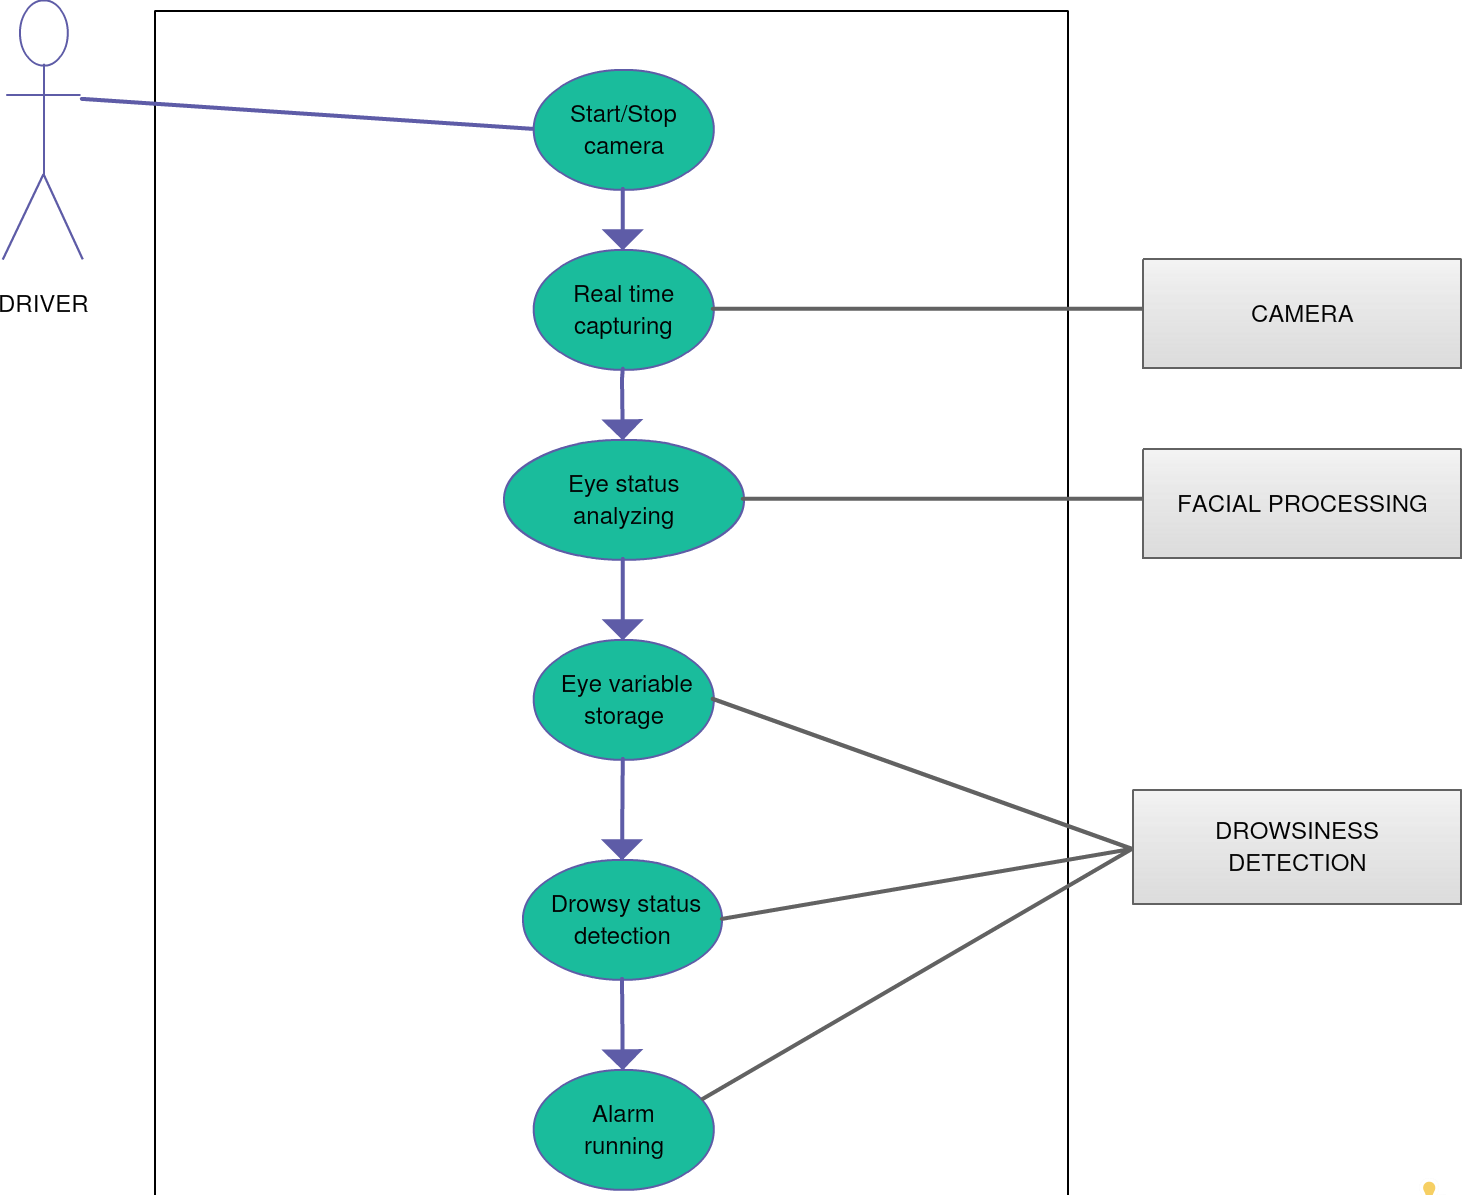 Start/Stop
camera
Real time
capturing
DRIVER
CAMERA
Eye status
analyzing
FACIAL PROCESSING
Eye variable
storage
DROWSINESS
DETECTION
Drowsy status
detection
Alarm
running